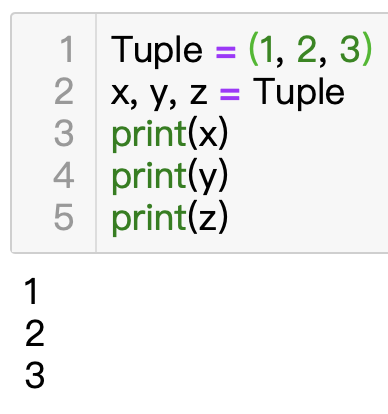 1 Tuple = (1, 2, 3)
2 x, y, z = Tuple
3 print(x)
4 print(y)
5 print(z)
1
2
3